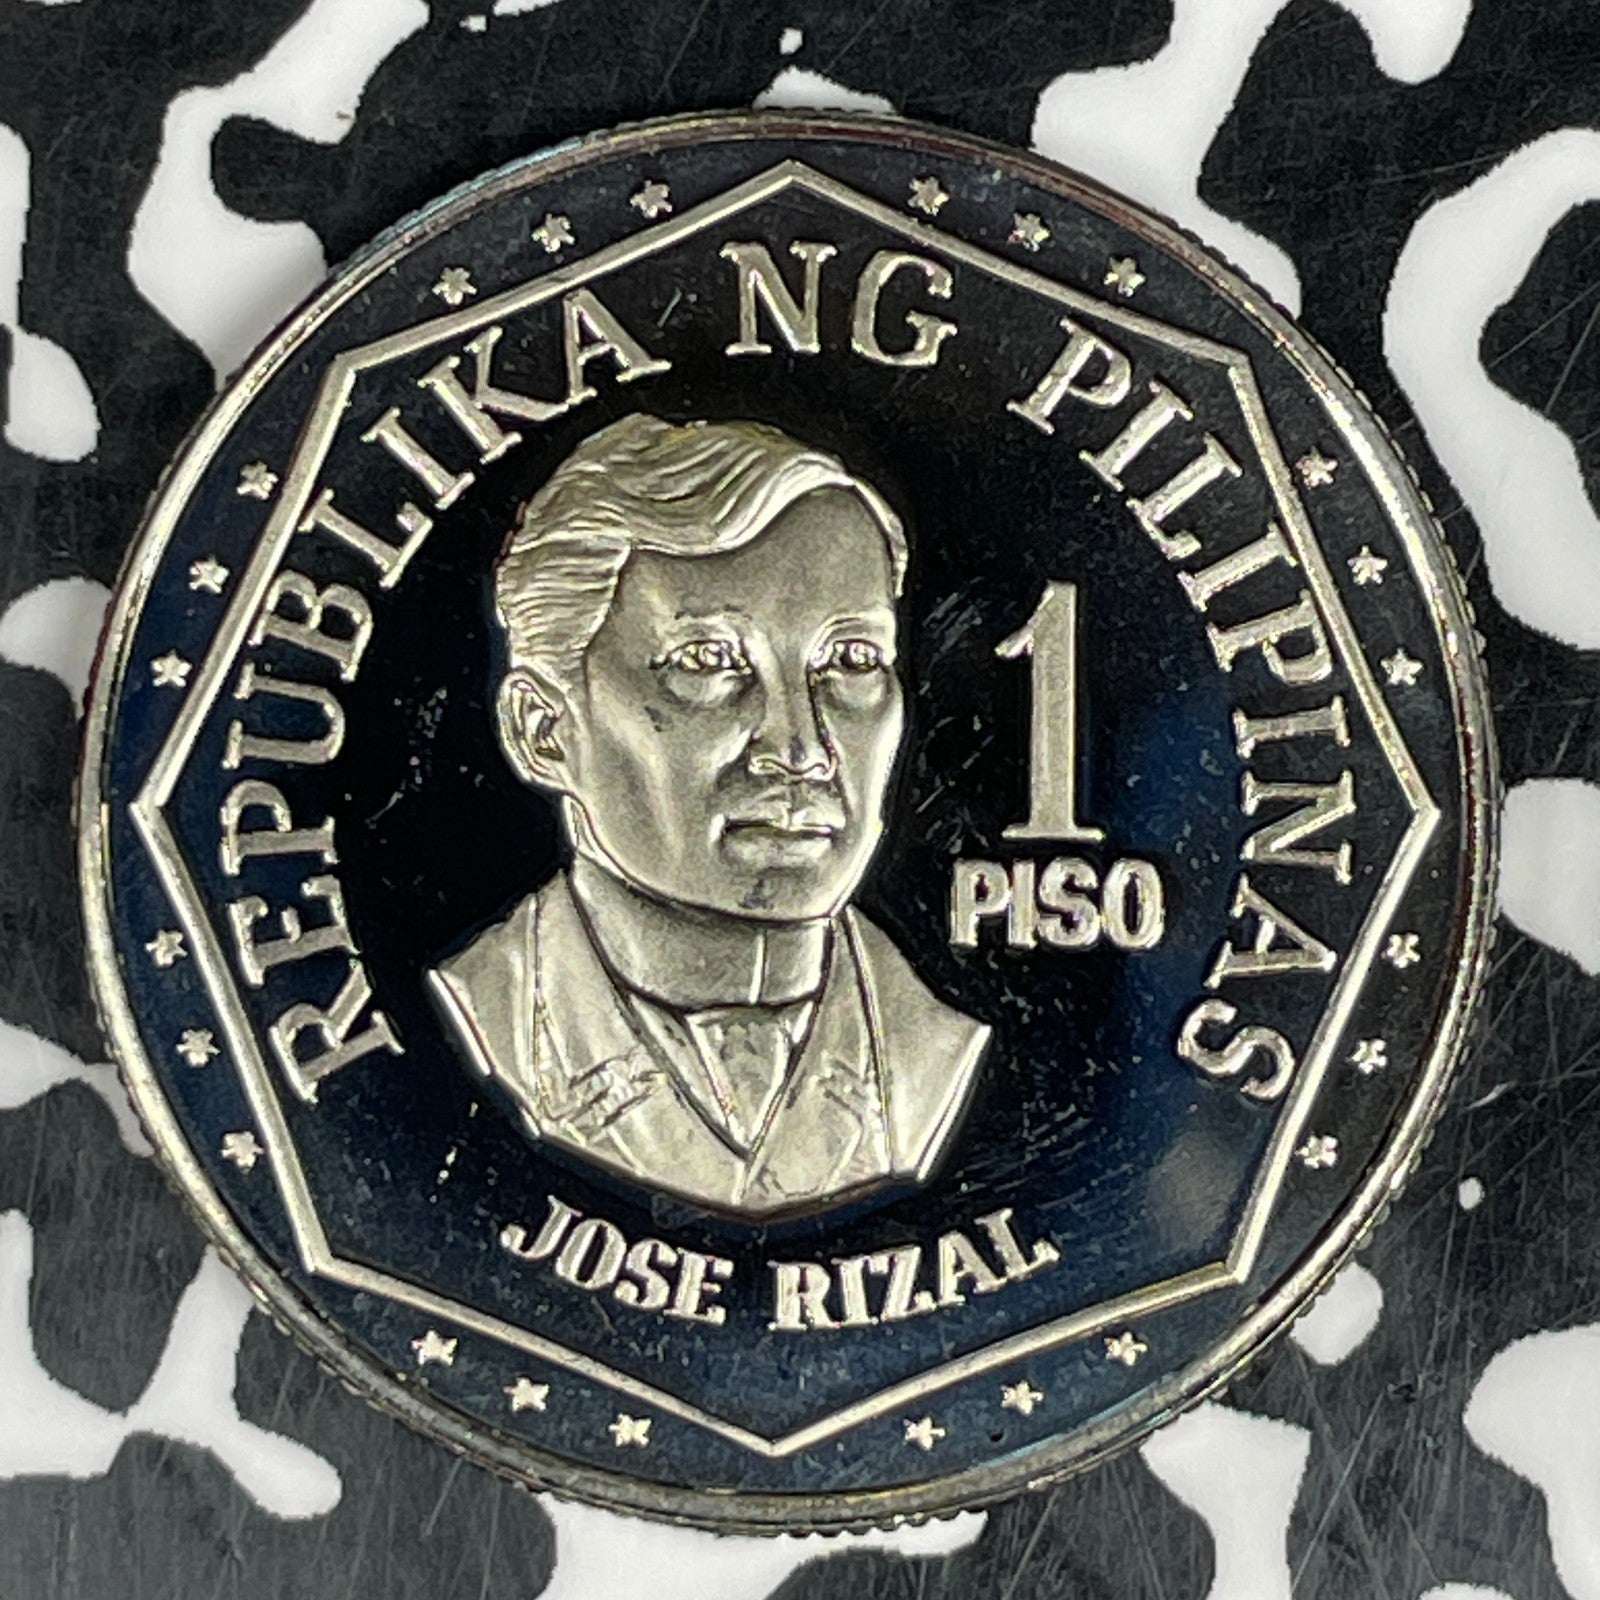 REPUBLIKA NG PILIPINAS
1
PISO
JOSE RIZAL